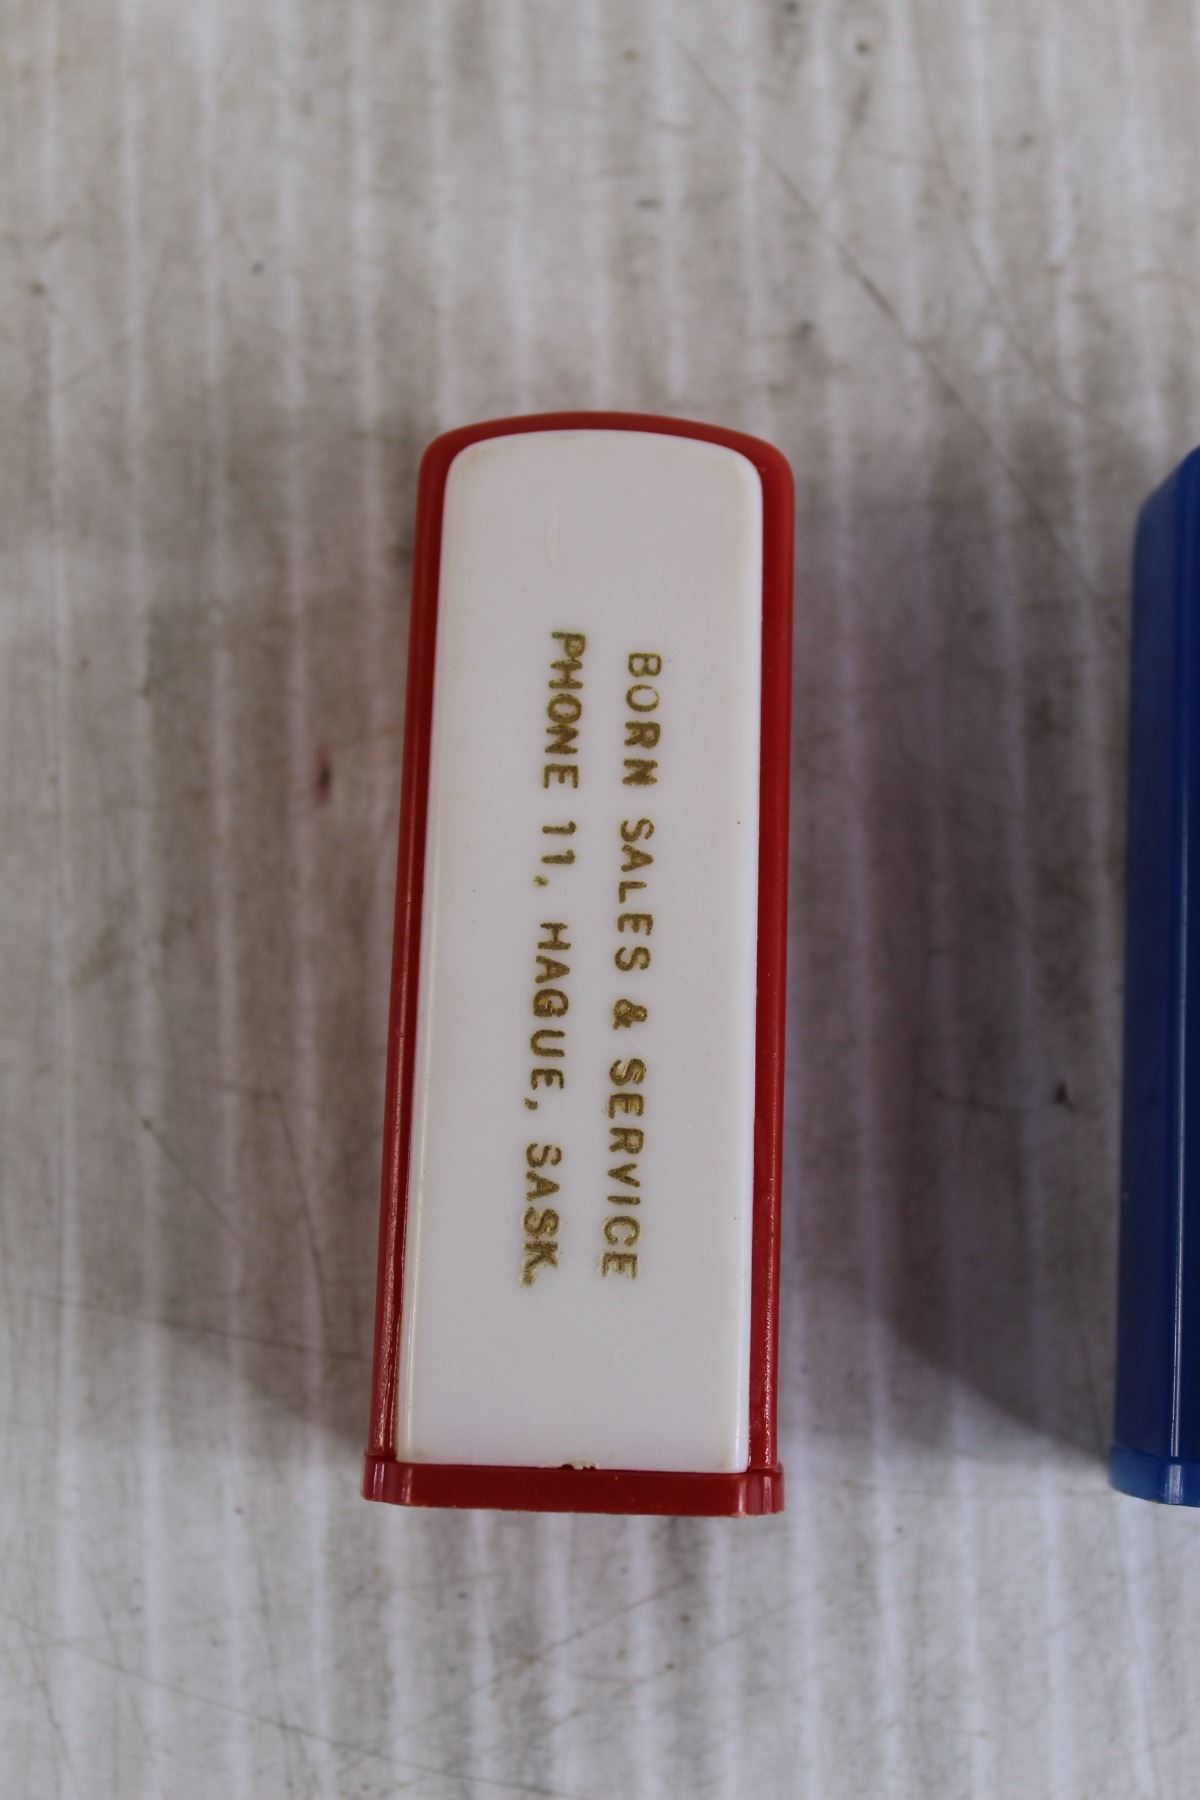 BORN SALES & SERVICE
PHONE 11, HAGUE, SASK.